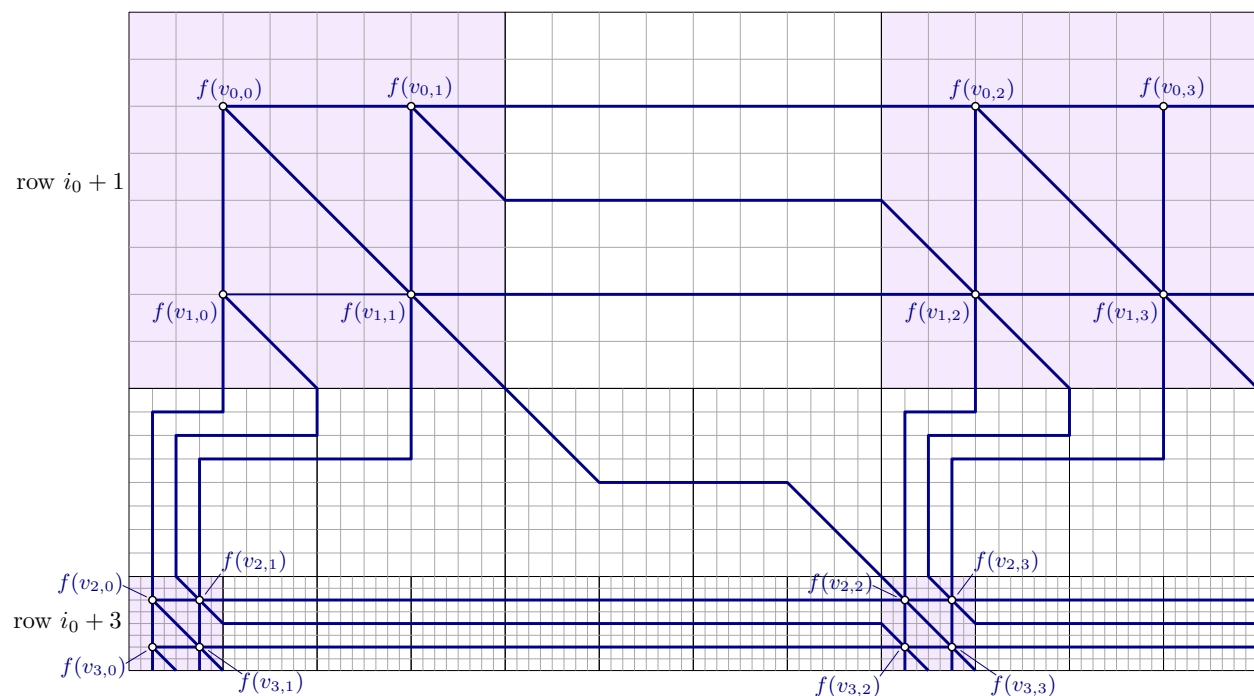 f(v_{0,0}) f(v_{0,1}) f(v_{0,2}) f(v_{0,3})
row i_0 + 1
f(v_{1,0}) f(v_{1,1}) f(v_{1,2}) f(v_{1,3})
f(v_{2,1}) f(v_{2,3})
f(v_{2,0}) f(v_{2,2})
row i_0 + 3
f(v_{3,0}) f(v_{3,1}) f(v_{3,2}) f(v_{3,3})